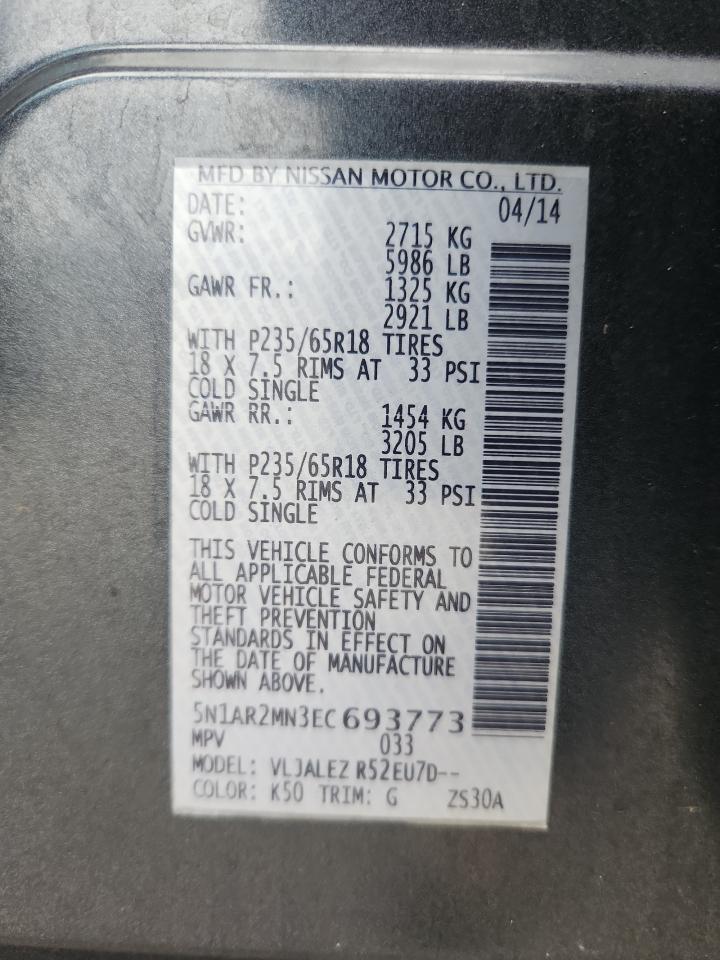 MFD BY NISSAN MOTOR CO., LTD.
DATE: 04/14
GVWR: 2715 KG
5986 LB
GAWR FR.: 1325 KG
2921 LB
WITH P235/65R18 TIRES
18 X 7.5 RIMS AT 33 PSI
COLD SINGLE
GAWR RR.: 1454 KG
3205 LB
WITH P235/65R18 TIRES
18 X 7.5 RIMS AT 33 PSI
COLD SINGLE
THIS VEHICLE CONFORMS TO
ALL APPLICABLE FEDERAL
MOTOR VEHICLE SAFETY AND
THEFT PREVENTION
STANDARDS IN EFFECT ON
THE DATE OF MANUFACTURE
SHOWN ABOVE.
5N1AR2MN3EC693773
MPV 033
MODEL: VLJALEZ R52EU7D--
COLOR: K50 TRIM: G ZS30A